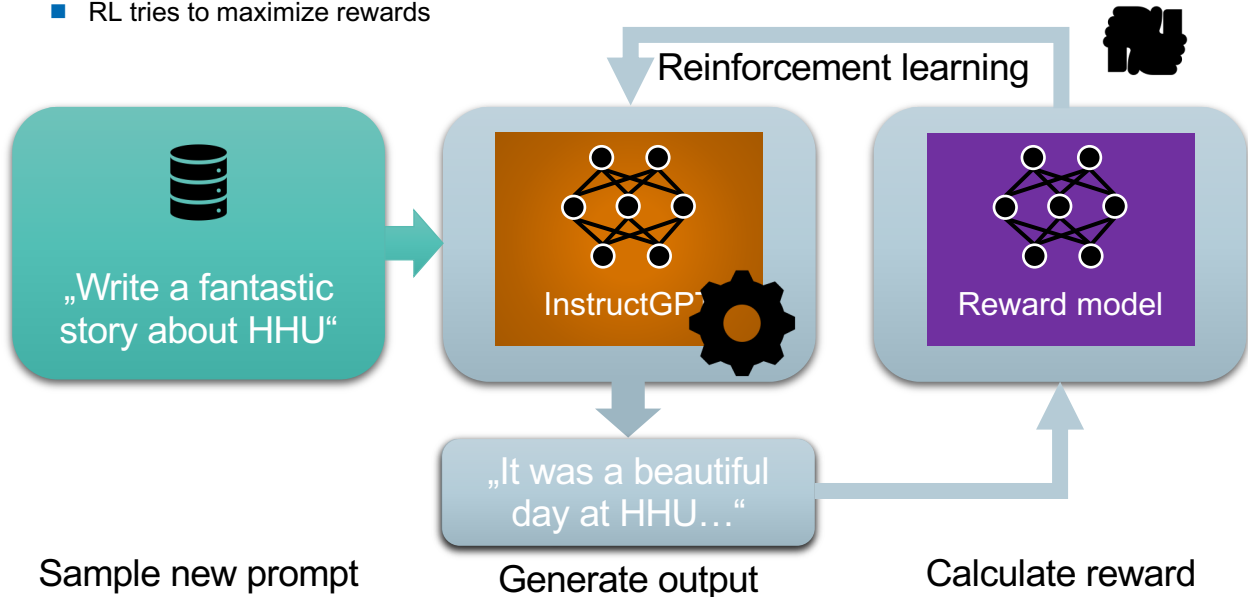 RL tries to maximize rewards
Reinforcement learning
„Write a fantastic
story about HHU“
InstructGPT
Reward model
„It was a beautiful
day at HHU…“
Sample new prompt
Generate output
Calculate reward